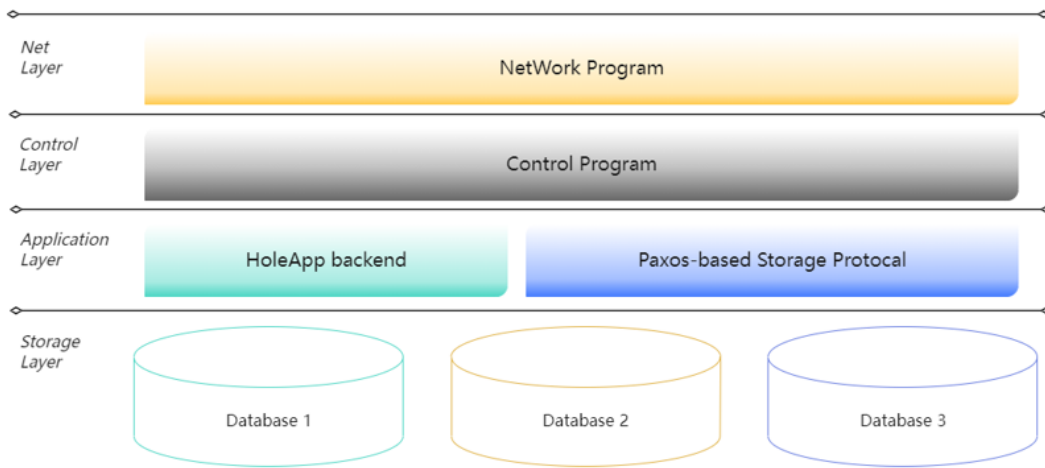 Net
Layer
NetWork Program
Control
Layer
Control Program
Application
Layer
HoleApp backend
Paxos-based Storage Protocal
Storage
Layer
Database 1
Database 2
Database 3